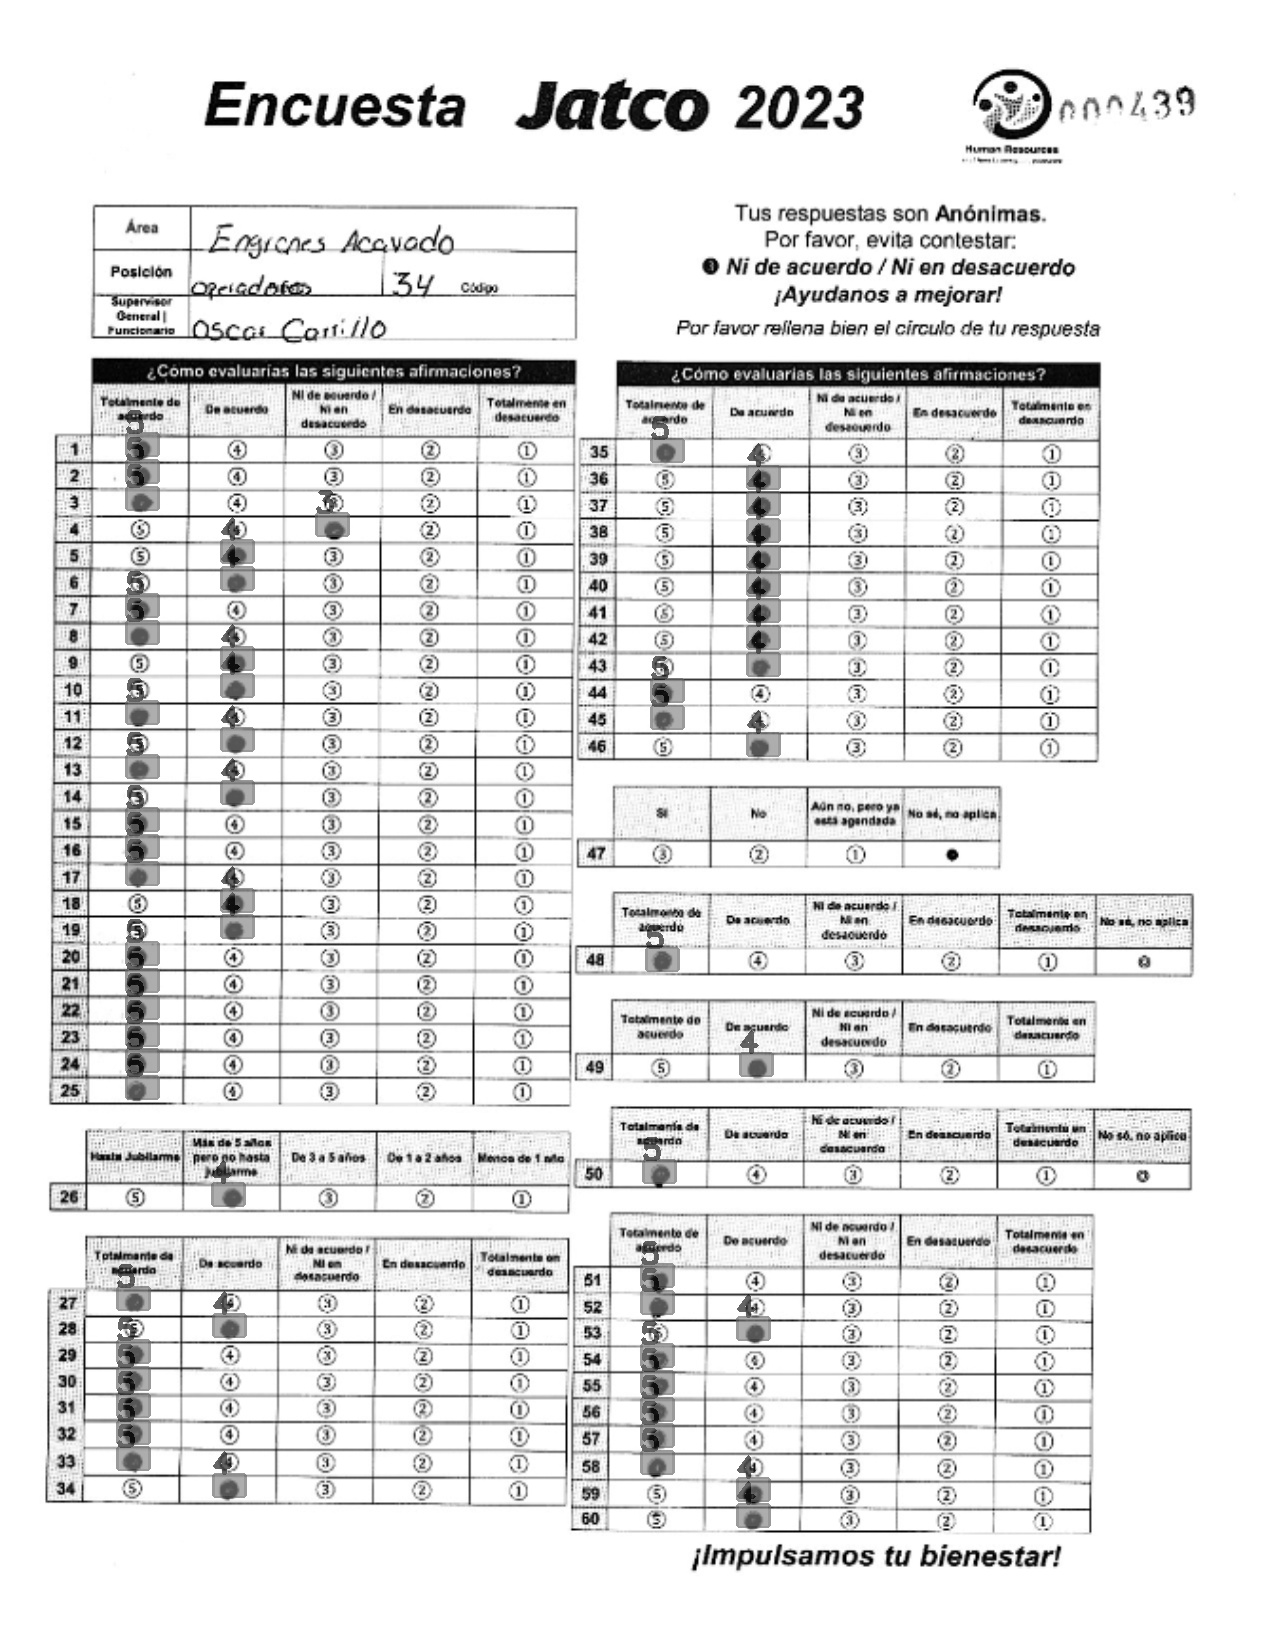 Encuesta Jatco 2023
Human Resources
000439
Área Engranes Acavado
Posición operadores 34 Código
Supervisor General | Funcionario Oscar Carrillo
Tus respuestas son Anónimas.
Por favor, evita contestar:
❸ Ni de acuerdo / Ni en desacuerdo
¡Ayudanos a mejorar!
Por favor rellena bien el círculo de tu respuesta
¿Cómo evaluarías las siguientes afirmaciones?
Totalmente de acuerdo De acuerdo Ni de acuerdo / Ni en desacuerdo En desacuerdo Totalmente en desacuerdo
1 5 ④ ③ ② ①
2 5 ④ ③ ② ①
3 ④ 3 ② ①
4 ⑤ 4 ② ①
5 ⑤ 4 ③ ② ①
6 5 ③ ② ①
7 5 ④ ③ ② ①
8 4 ③ ② ①
9 ⑤ 4 ③ ② ①
10 5 ③ ② ①
11 4 ③ ② ①
12 5 ③ ② ①
13 4 ③ ② ①
14 5 ③ ② ①
15 5 ④ ③ ② ①
16 5 ④ ③ ② ①
17 4 ③ ② ①
18 ⑤ 4 ③ ② ①
19 5 ③ ② ①
20 5 ④ ③ ② ①
21 5 ④ ③ ② ①
22 5 ④ ③ ② ①
23 5 ④ ③ ② ①
24 5 ④ ③ ② ①
25 ④ ③ ② ①
Hasta Jubilarme Más de 5 años pero no hasta jubilarme De 3 a 5 años De 1 a 2 años Menos de 1 año
26 ⑤ 4 ③ ② ①
Totalmente de acuerdo De acuerdo Ni de acuerdo / Ni en desacuerdo En desacuerdo Totalmente en desacuerdo
27 5 4 ③ ② ①
28 5 ③ ② ①
29 5 ④ ③ ② ①
30 5 ④ ③ ② ①
31 5 ④ ③ ② ①
32 5 ④ ③ ② ①
33 4 ③ ② ①
34 ⑤ ③ ② ①
¿Cómo evaluarías las siguientes afirmaciones?
Totalmente de acuerdo De acuerdo Ni de acuerdo / Ni en desacuerdo En desacuerdo Totalmente en desacuerdo
35 5 4 ③ ② ①
36 ⑤ 4 ③ ② ①
37 ⑤ 4 ③ ② ①
38 ⑤ 4 ③ ② ①
39 ⑤ 4 ③ ② ①
40 ⑤ 4 ③ ② ①
41 ⑤ 4 ③ ② ①
42 ⑤ 4 ③ ② ①
43 5 ③ ② ①
44 5 ④ ③ ② ①
45 4 ③ ② ①
46 ⑤ ③ ② ①
Si No Aún no, pero ya está agendada No sé, no aplica
47 ③ ② ①
Totalmente de acuerdo De acuerdo Ni de acuerdo / Ni en desacuerdo En desacuerdo Totalmente en desacuerdo No sé, no aplica
48 5 ④ ③ ② ①
Totalmente de acuerdo De acuerdo Ni de acuerdo / Ni en desacuerdo En desacuerdo Totalmente en desacuerdo
49 ⑤ 4 ③ ② ①
Totalmente de acuerdo De acuerdo Ni de acuerdo / Ni en desacuerdo En desacuerdo Totalmente en desacuerdo No só, no aplica
50 5 ④ ③ ② ①
Totalmente de acuerdo De acuerdo Ni de acuerdo / Ni en desacuerdo En desacuerdo Totalmente en desacuerdo
51 5 ④ ③ ② ①
52 4 ③ ② ①
53 5 ③ ② ①
54 5 ④ ③ ② ①
55 5 ④ ③ ② ①
56 5 ④ ③ ② ①
57 5 ④ ③ ② ①
58 4 ③ ② ①
59 ⑤ 4 ③ ② ①
60 ⑤ ③ ② ①
¡Impulsamos tu bienestar!